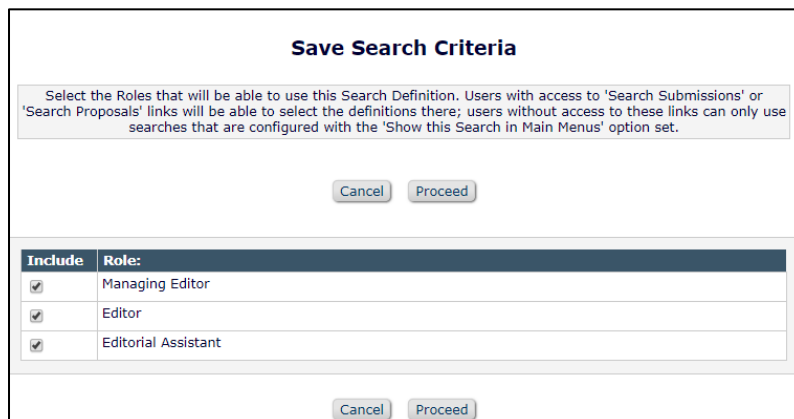 Save Search Criteria
Select the Roles that will be able to use this Search Definition. Users with access to 'Search Submissions' or
'Search Proposals' links will be able to select the definitions there; users without access to these links can only use
searches that are configured with the 'Show this Search in Main Menus' option set.
Cancel Proceed
Include Role:
Managing Editor
Editor
Editorial Assistant
Cancel Proceed